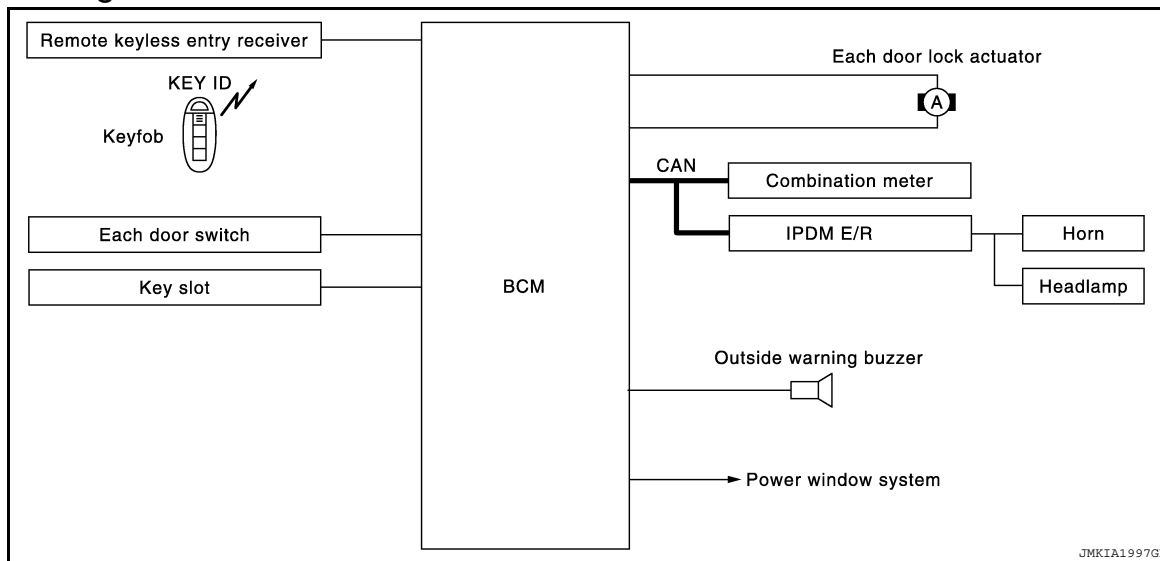 Remote keyless entry receiver
KEY ID
Keyfob
Each door switch
Key slot
BCM
Each door lock actuator
A
CAN
Combination meter
IPDM E/R
Horn
Headlamp
Outside warning buzzer
Power window system
JMKIA1997G